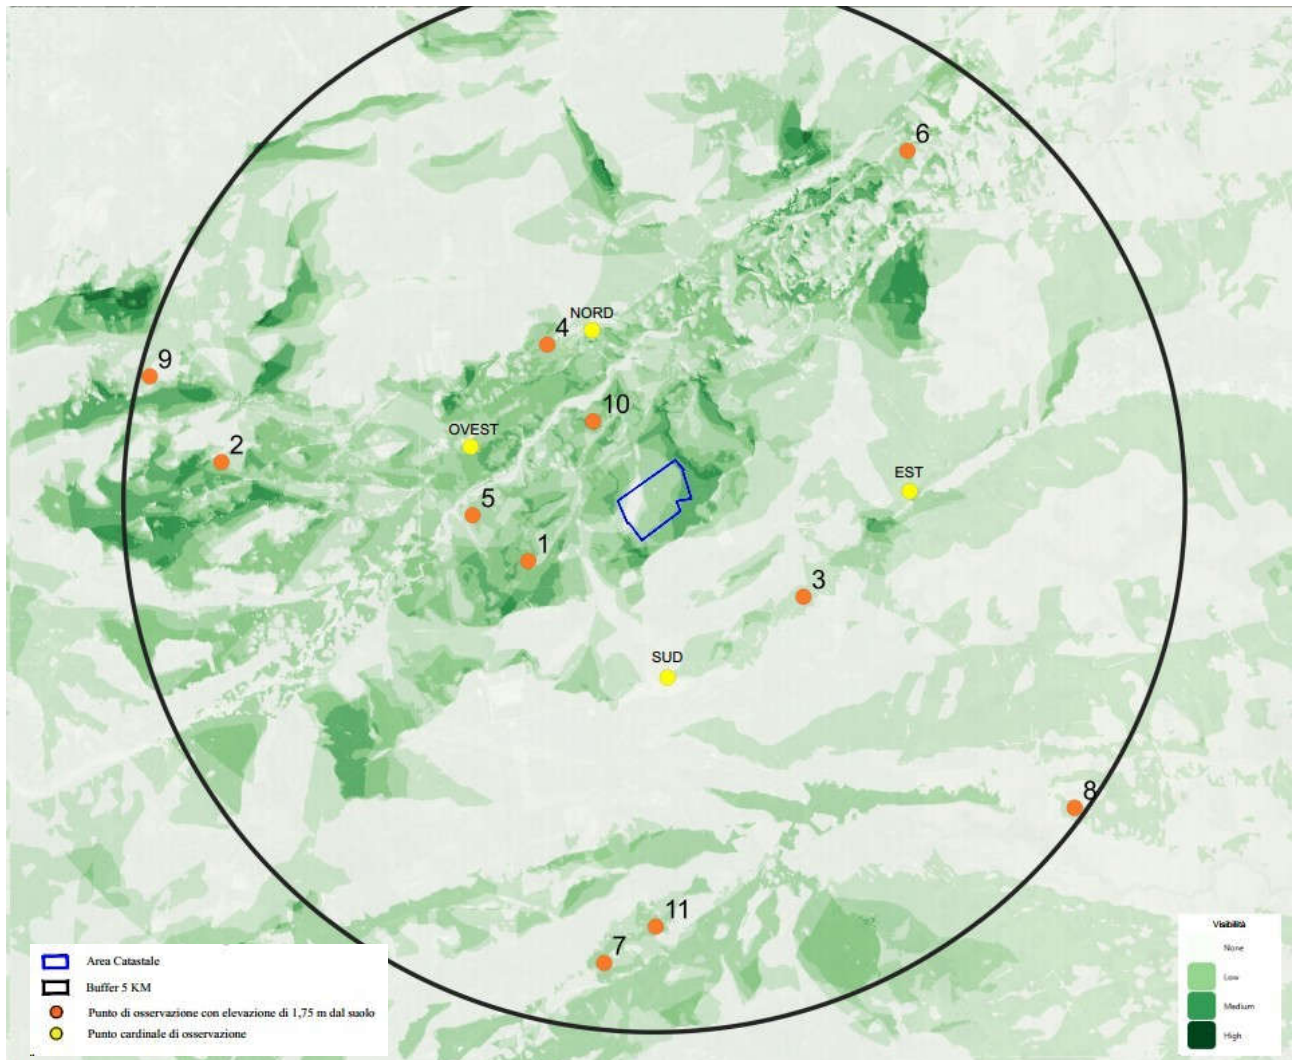 6
NORD
4
9
10
OVEST
2
EST
5
1
3
SUD
8
11
7
Area Catastale
Buffer 5 KM
Punto di osservazione con elevazione di 1,75 m dal suolo
Punto cardinale di osservazione
Visibilità
None
Low
Medium
High